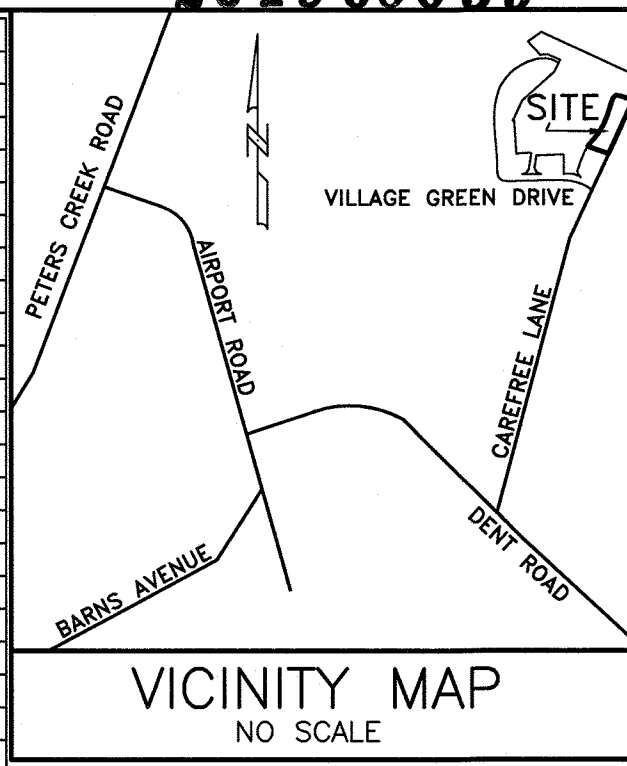 PETERS CREEK ROAD
N
SITE
VILLAGE GREEN DRIVE
AIRPORT ROAD
CAREFREE LANE
DENT ROAD
BARNS AVENUE
VICINITY MAP
NO SCALE